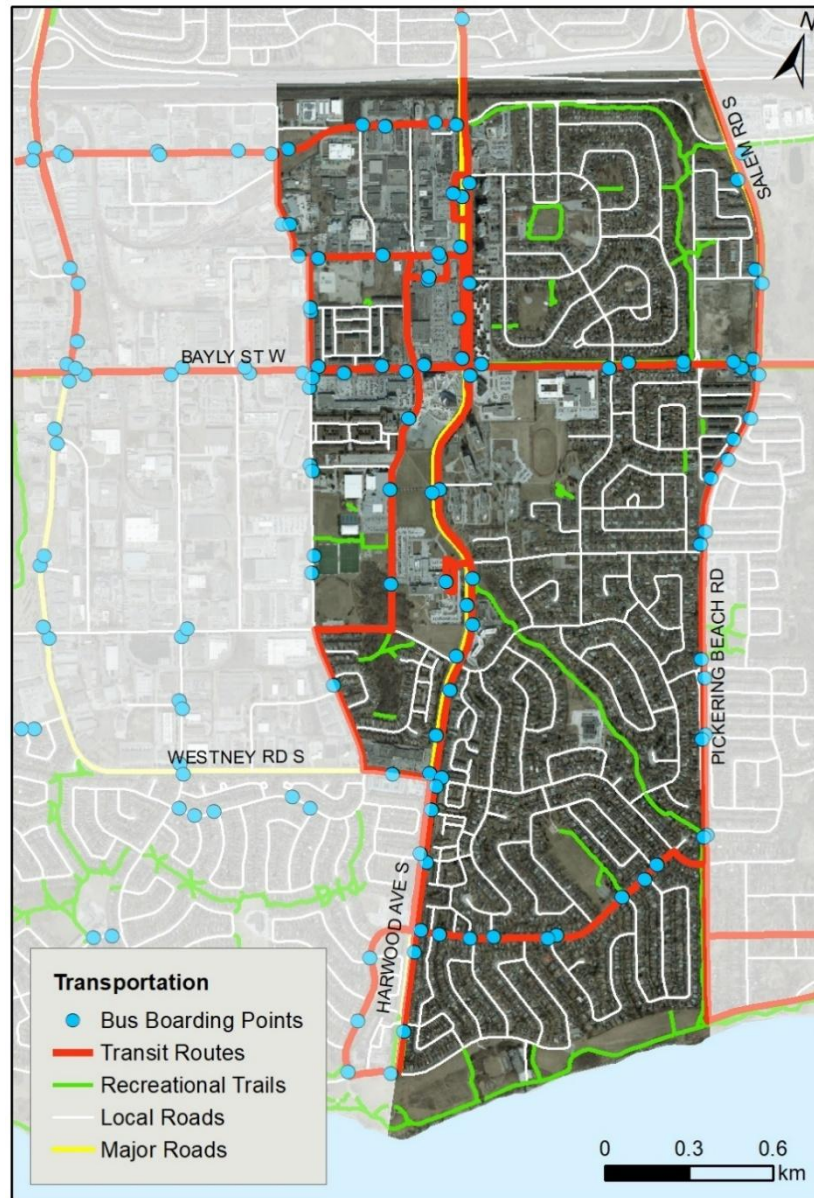 N
SALEM RD S
BAYLY ST W
PICKERING BEACH RD
WESTNEY RD S
HARWOOD AVE S
Transportation
Bus Boarding Points
Transit Routes
Recreational Trails
Local Roads
Major Roads
0 0.3 0.6
km